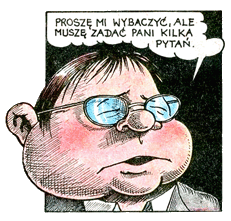 PROSZĘ MI WYBACZYĆ, ALE
MUSZĘ ZADAĆ PANI KILKA
PYTAŃ.